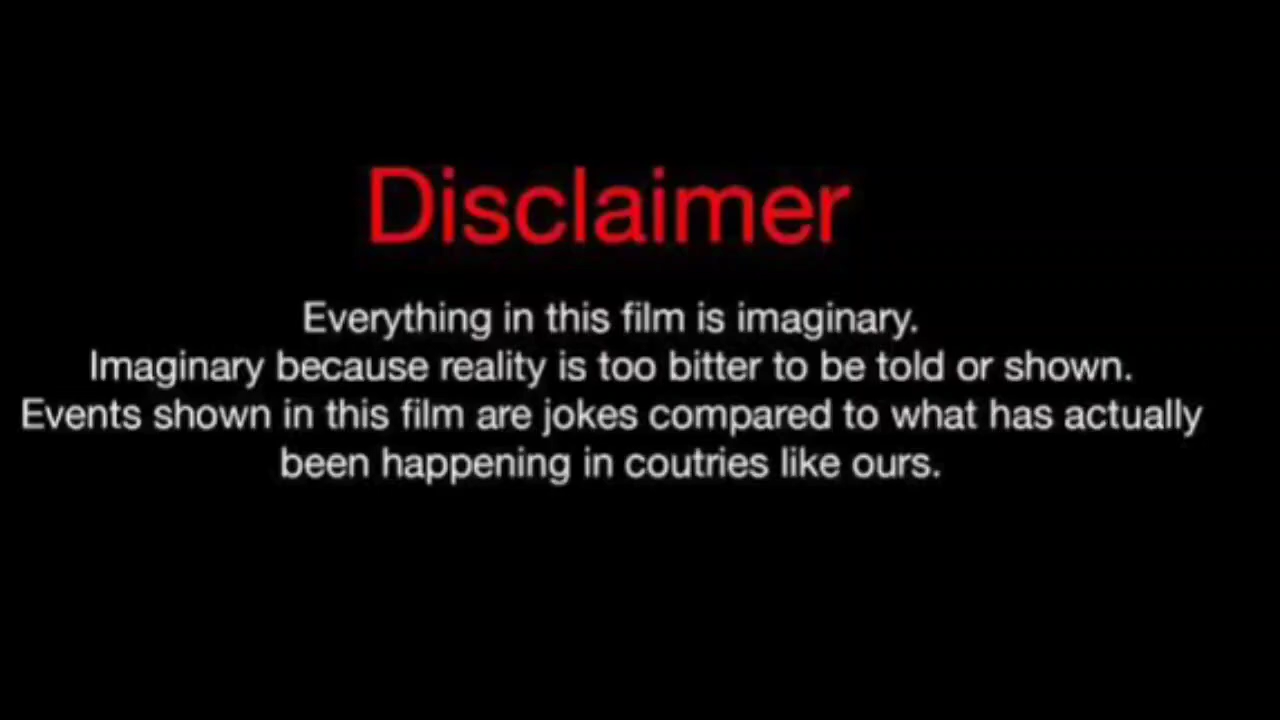 Disclaimer
Everything in this film is imaginary.
Imaginary because reality is too bitter to be told or shown.
Events shown in this film are jokes compared to what has actually
been happening in coutries like ours.